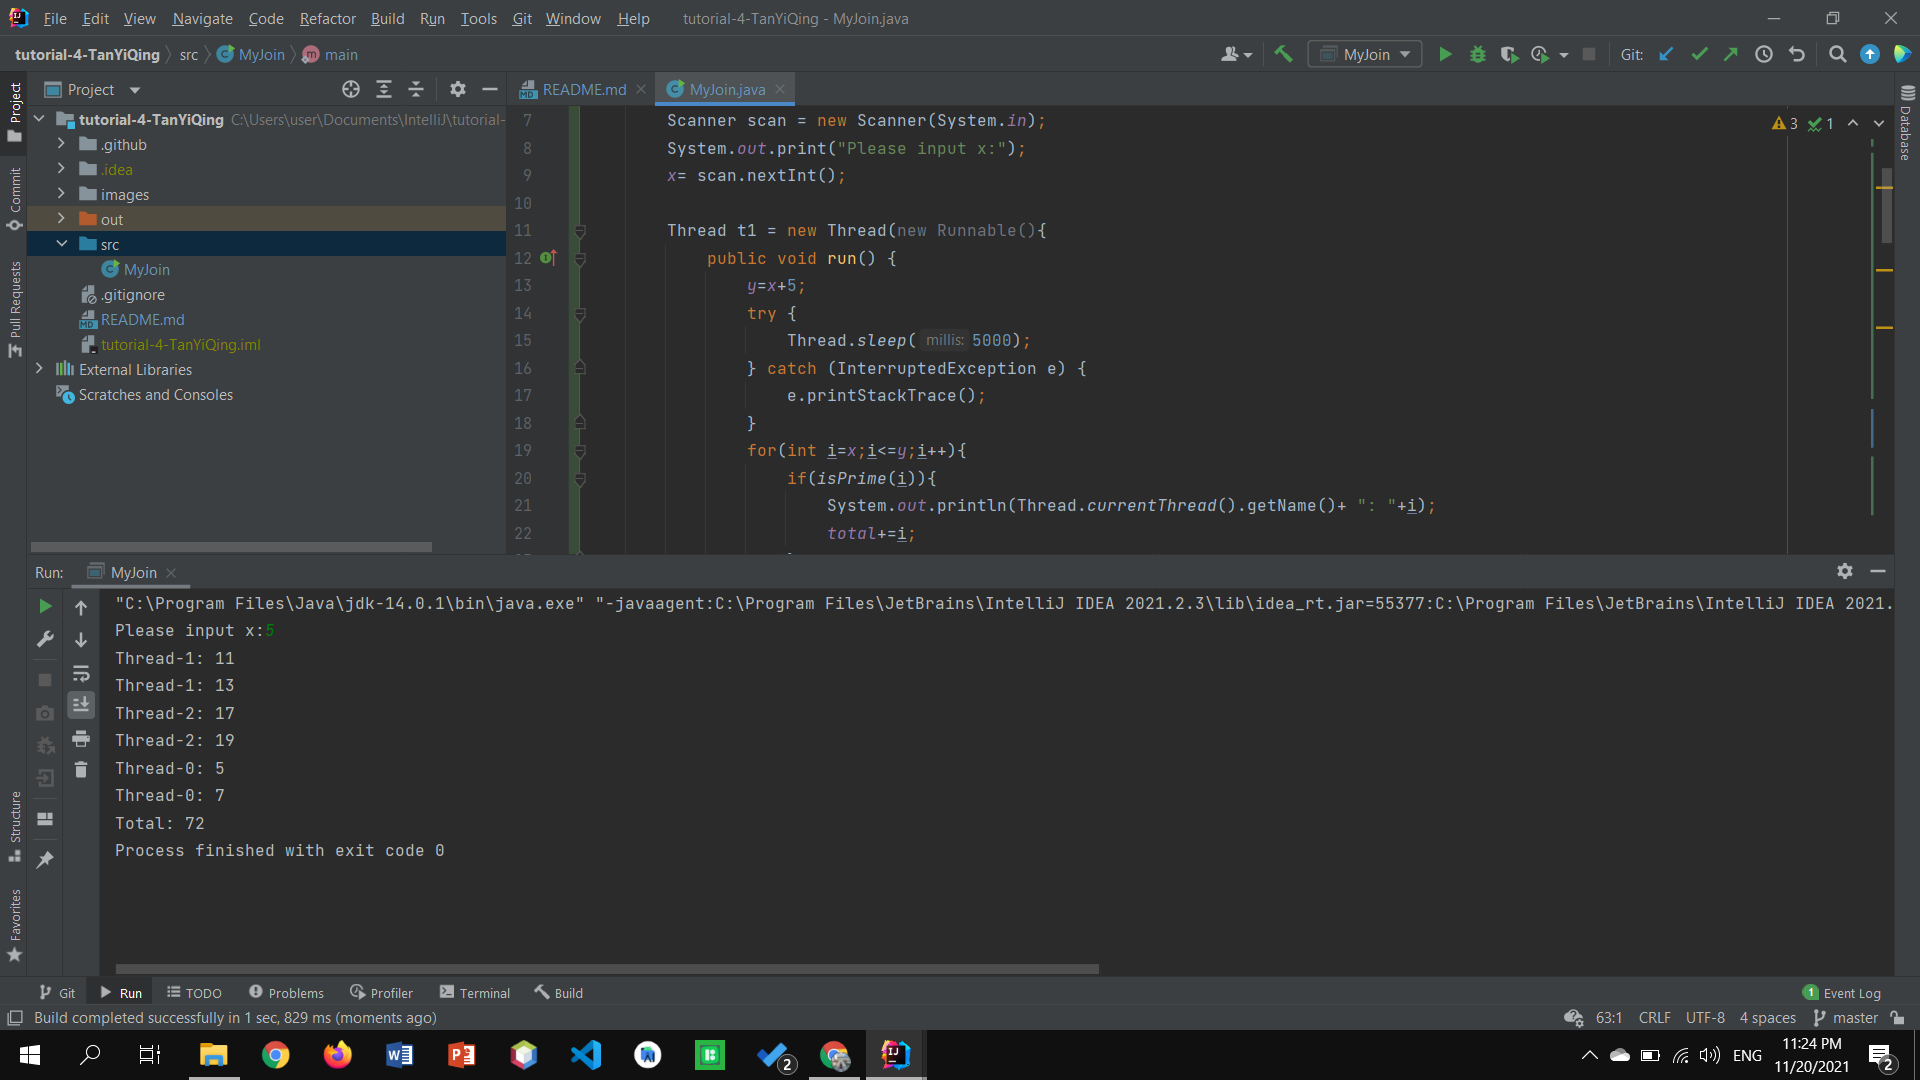 File Edit View Navigate Code Refactor Build Run Tools Git Window Help tutorial-4-TanYiQing - MyJoin.java
tutorial-4-TanYiQing src MyJoin main
MyJoin Git:
Project
README.md MyJoin.java
tutorial-4-TanYiQing C:\Users\user\Documents\IntelliJ\tutorial-
.github
.idea
images
out
src
MyJoin
.gitignore
README.md
tutorial-4-TanYiQing.iml
External Libraries
Scratches and Consoles
Project
Commit
Pull Requests
Structure
Favorites
Database
3 1
7 Scanner scan = new Scanner(System.in);
8 System.out.print("Please input x:");
9 x= scan.nextInt();
10
11 Thread t1 = new Thread(new Runnable(){
12 public void run() {
13 y=x+5;
14 try {
15 Thread.sleep( millis: 5000);
16 } catch (InterruptedException e) {
17 e.printStackTrace();
18 }
19 for(int i=x;i<=y;i++){
20 if(isPrime(i)){
21 System.out.println(Thread.currentThread().getName()+ ": "+i);
22 total+=i;
Run: MyJoin
"C:\Program Files\Java\jdk-14.0.1\bin\java.exe" "-javaagent:C:\Program Files\JetBrains\IntelliJ IDEA 2021.2.3\lib\idea_rt.jar=55377:C:\Program Files\JetBrains\IntelliJ IDEA 2021.
Please input x:5
Thread-1: 11
Thread-1: 13
Thread-2: 17
Thread-2: 19
Thread-0: 5
Thread-0: 7
Total: 72
Process finished with exit code 0
Git Run TODO Problems Profiler Terminal Build 1 Event Log
Build completed successfully in 1 sec, 829 ms (moments ago) 63:1 CRLF UTF-8 4 spaces master
2 ENG 11:24 PM
11/20/2021 2